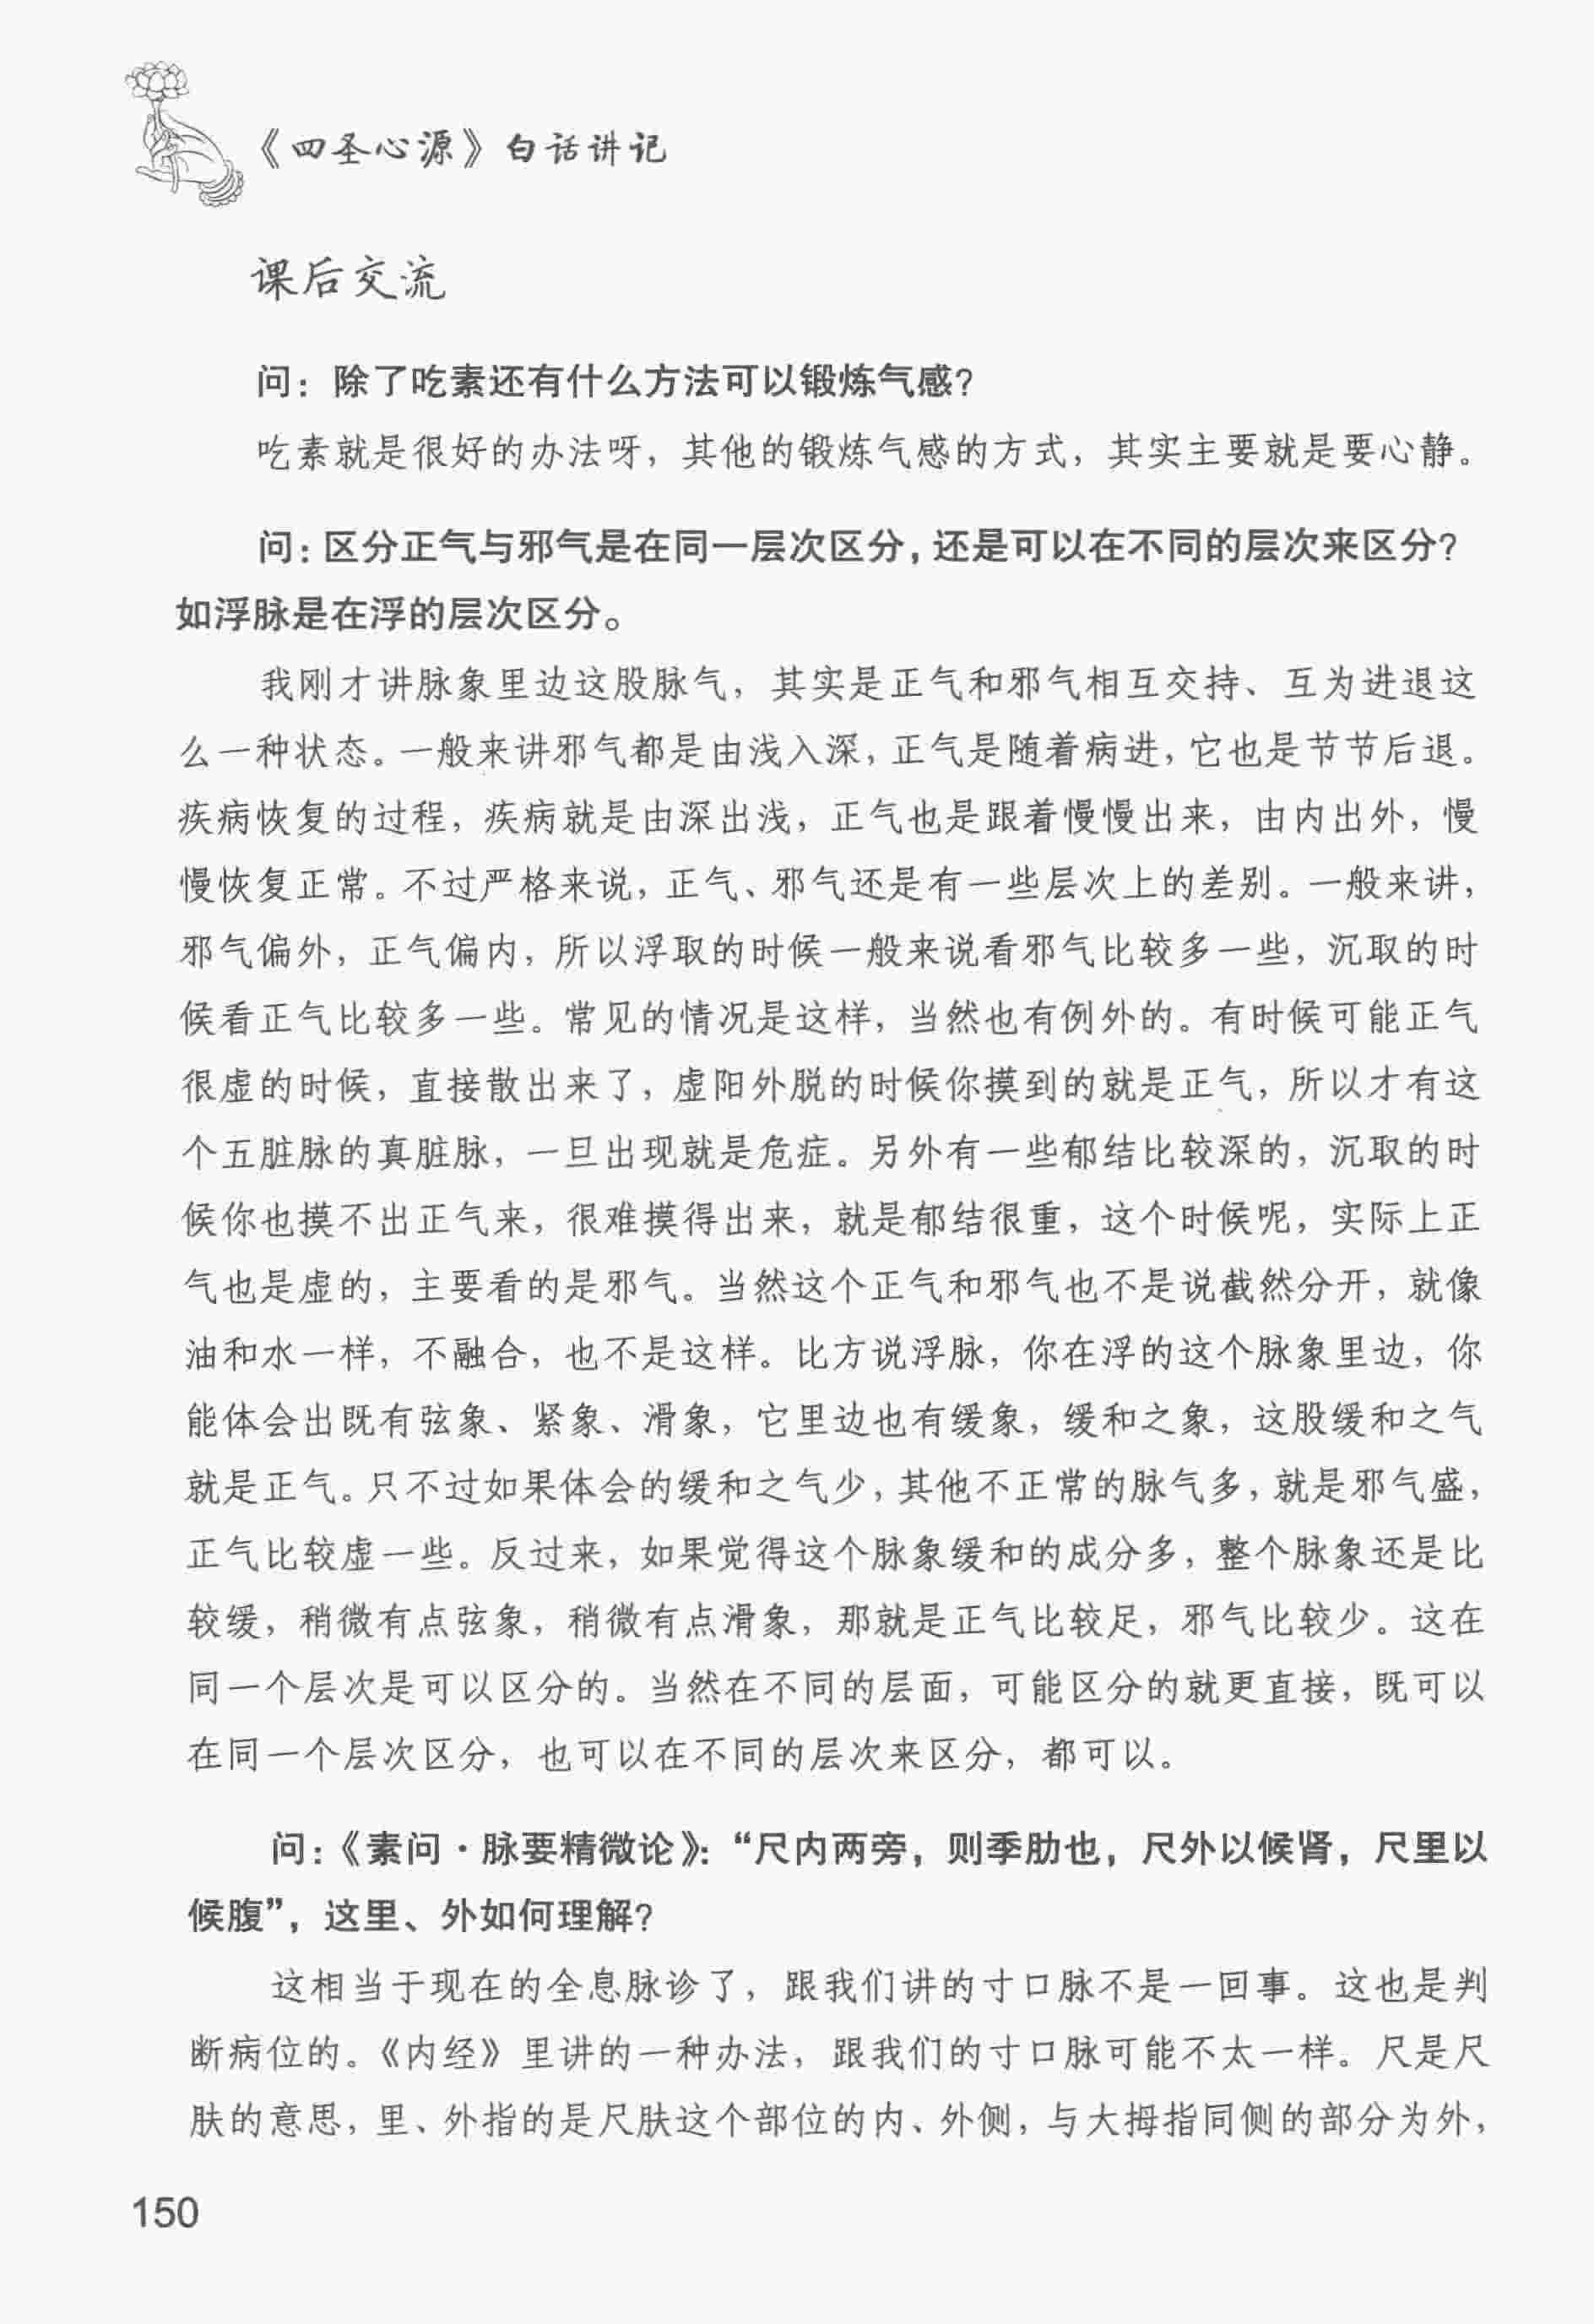 《四圣心源》白话讲记
课后交流
问：除了吃素还有什么方法可以锻炼气感？
吃素就是很好的办法呀，其他的锻炼气感的方式，其实主要就是要心静。
问：区分正气与邪气是在同一层次区分，还是可以在不同的层次来区分？
如浮脉是在浮的层次区分。
我刚才讲脉象里边这股脉气，其实是正气和邪气相互交持、互为进退这
么一种状态。一般来讲邪气都是由浅入深，正气是随着病进，它也是节节后退。
疾病恢复的过程，疾病就是由深出浅，正气也是跟着慢慢出来，由内出外，慢
慢恢复正常。不过严格来说，正气、邪气还是有一些层次上的差别。一般来讲，
邪气偏外，正气偏内，所以浮取的时候一般来说看邪气比较多一些，沉取的时
候看正气比较多一些。常见的情况是这样，当然也有例外的。有时候可能正气
很虚的时候，直接散出来了，虚阳外脱的时候你摸到的就是正气，所以才有这
个五脏脉的真脏脉，一旦出现就是危症。另外有一些郁结比较深的，沉取的时
候你也摸不出正气来，很难摸得出来，就是郁结很重，这个时候呢，实际上正
气也是虚的，主要看的是邪气。当然这个正气和邪气也不是说截然分开，就像
油和水一样，不融合，也不是这样。比方说浮脉，你在浮的这个脉象里边，你
能体会出既有弦象、紧象、滑象，它里边也有缓象，缓和之象，这股缓和之气
就是正气。只不过如果体会的缓和之气少，其他不正常的脉气多，就是邪气盛，
正气比较虚一些。反过来，如果觉得这个脉象缓和的成分多，整个脉象还是比
较缓，稍微有点弦象，稍微有点滑象，那就是正气比较足，邪气比较少。这在
同一个层次是可以区分的。当然在不同的层面，可能区分的就更直接，既可以
在同一个层次区分，也可以在不同的层次来区分，都可以。
问：《素问·脉要精微论》：“尺内两旁，则季肋也，尺外以候肾，尺里以
候腹”，这里、外如何理解？
这相当于现在的全息脉诊了，跟我们讲的寸口脉不是一回事。这也是判
断病位的。《内经》里讲的一种办法，跟我们的寸口脉可能不太一样。尺是尺
肤的意思，里、外指的是尺肤这个部位的内、外侧，与大拇指同侧的部分为外，
150